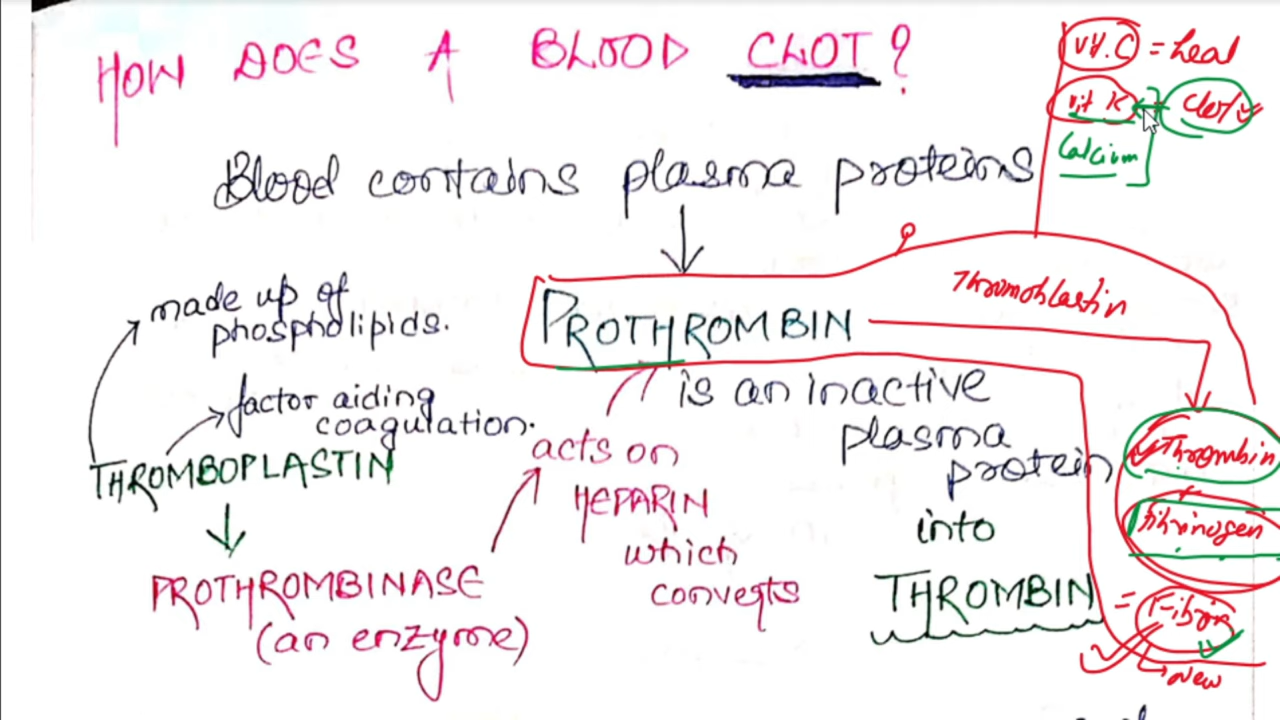 HOW DOES A BLOOD CLOT?
Vit. C = heal
vit K
clot
Calcium
Blood contains plasma proteins
made up of
phospholipids.
PROTHROMBIN
factor aiding
coagulation.
is an inactive
plasma
protein
THROMBOPLASTIN
acts on
HEPARIN
which
converts
into
THROMBIN
PROTHROMBINASE
(an enzyme)
Thrombin
+
fibrinogen
= Fibrin
New